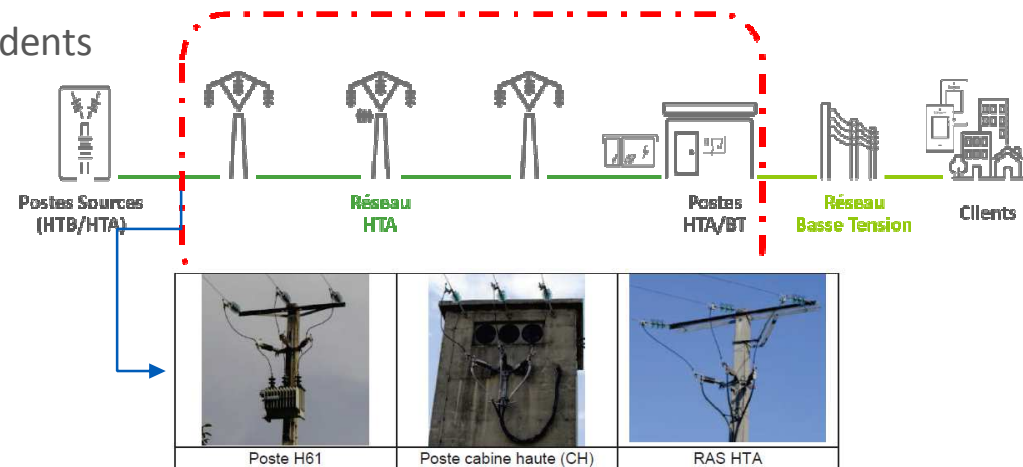 dents
Postes Sources
(HTB/HTA)
Réseau
HTA
Postes
HTA/BT
Réseau
Basse Tension
Clients
Poste H61
Poste cabine haute (CH)
RAS HTA